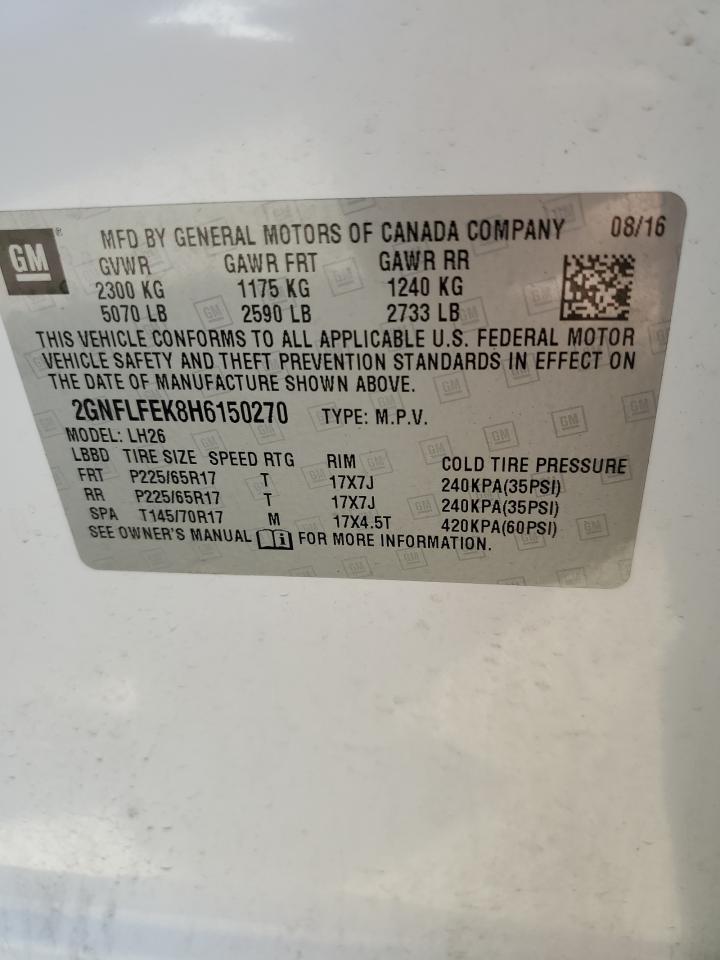 GM® MFD BY GENERAL MOTORS OF CANADA COMPANY 08/16
GVWR GAWR FRT GAWR RR
2300 KG 1175 KG 1240 KG
5070 LB 2590 LB 2733 LB
THIS VEHICLE CONFORMS TO ALL APPLICABLE U.S. FEDERAL MOTOR
VEHICLE SAFETY AND THEFT PREVENTION STANDARDS IN EFFECT ON
THE DATE OF MANUFACTURE SHOWN ABOVE.
2GNFLFEK8H6150270 TYPE: M.P.V.
MODEL: LH26
LBBD TIRE SIZE SPEED RTG RIM COLD TIRE PRESSURE
FRT P225/65R17 T 17X7J 240KPA(35PSI)
RR P225/65R17 T 17X7J 240KPA(35PSI)
SPA T145/70R17 M 17X4.5T 420KPA(60PSI)
SEE OWNER'S MANUAL FOR MORE INFORMATION.